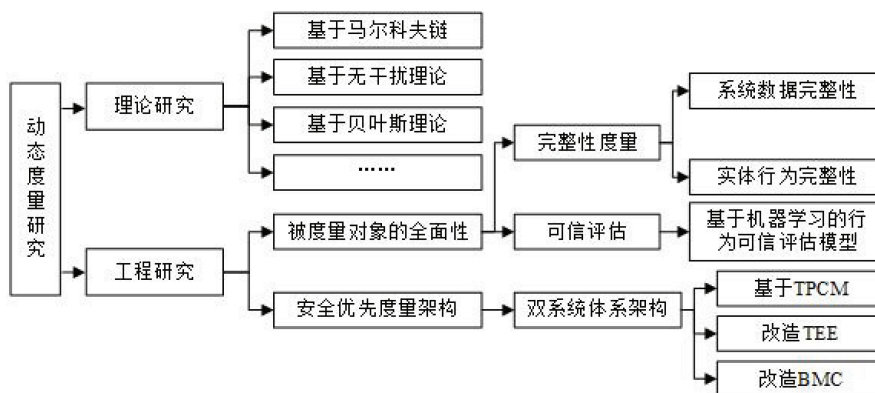 动态度量研究
理论研究
基于马尔科夫链
基于无干扰理论
基于贝叶斯理论
……
工程研究
被度量对象的全面性
完整性度量
系统数据完整性
实体行为完整性
可信评估
基于机器学习的行
为可信评估模型
安全优先度量架构
双系统体系架构
基于TPCM
改造TEE
改造BMC